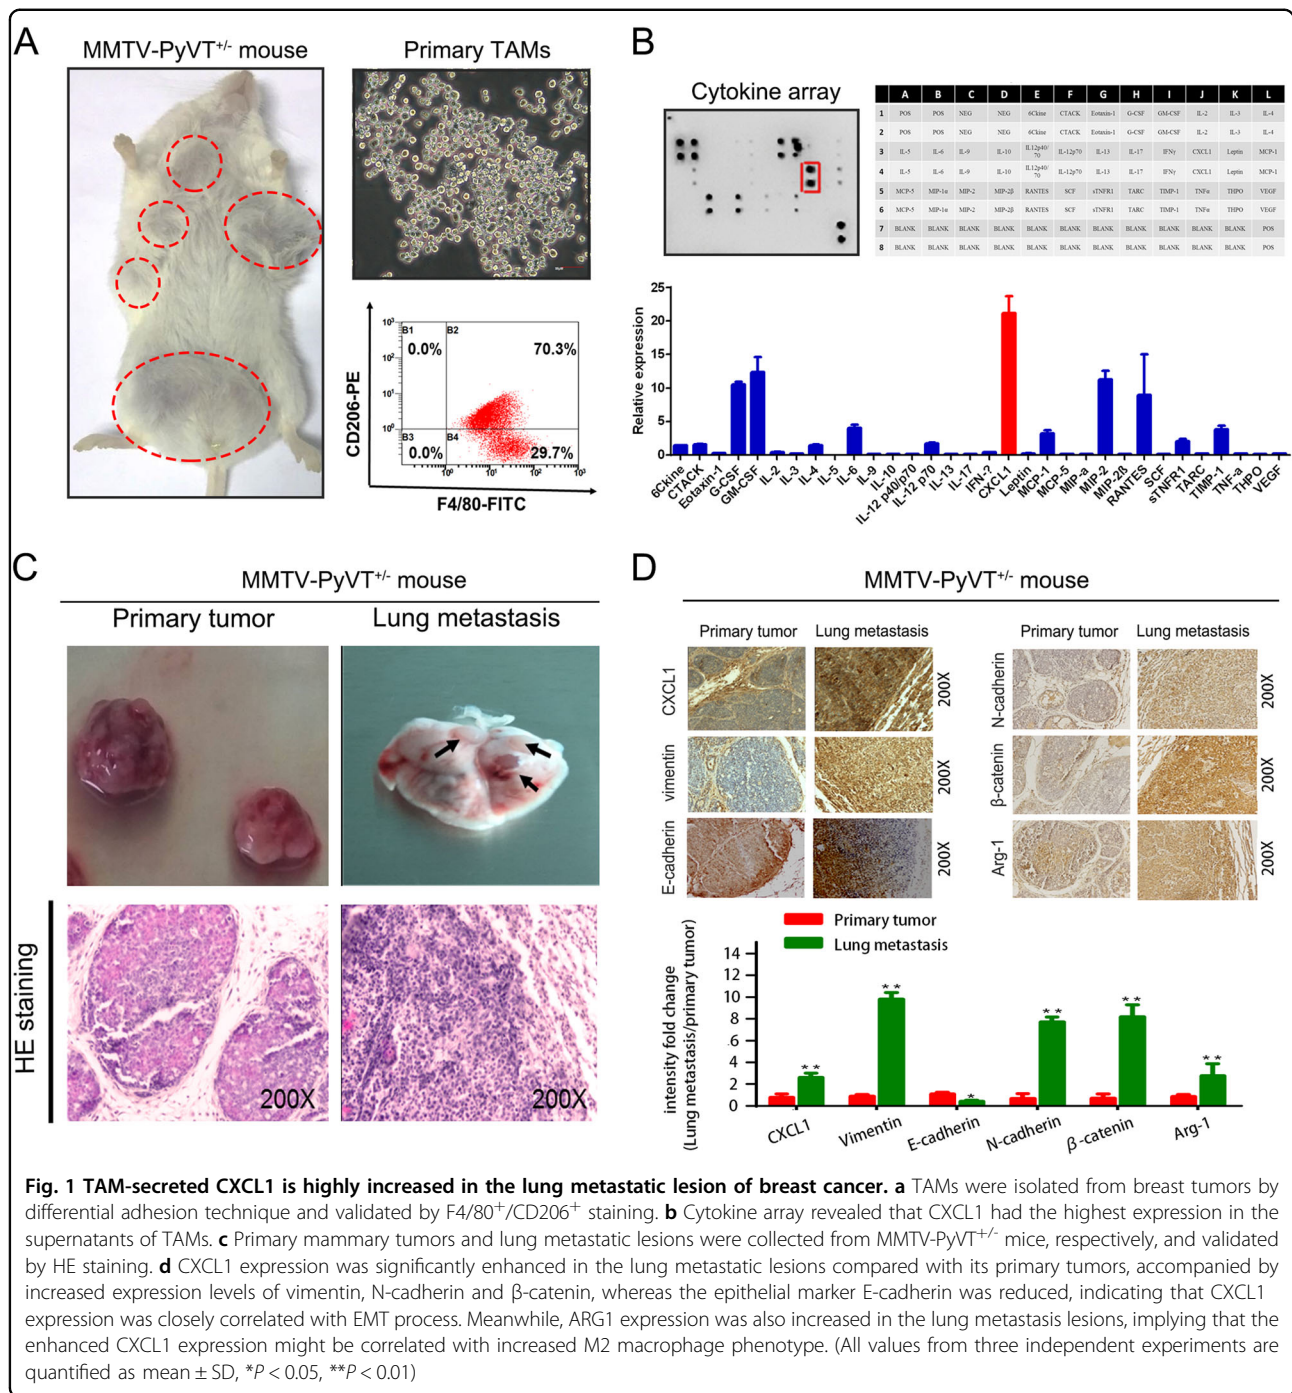 A
MMTV-PyVT+/- mouse
Primary TAMs
CD206-PE
10³
10²
10¹
10⁰
B1
B2
0.0%
70.3%
B3
B4
0.0%
29.7%
10⁰ 10¹ 10² 10³
F4/80-FITC
B
Cytokine array
A B C D E F G H I J K L
1 POS POS NEG NEG 6Ckine CTACK Eotaxin-1 G-CSF GM-CSF IL-2 IL-3 IL-4
2 POS POS NEG NEG 6Ckine CTACK Eotaxin-1 G-CSF GM-CSF IL-2 IL-3 IL-4
3 IL-5 IL-6 IL-9 IL-10 IL12p40/70 IL-12p70 IL-13 IL-17 IFNγ CXCL1 Leptin MCP-1
4 IL-5 IL-6 IL-9 IL-10 IL12p40/70 IL-12p70 IL-13 IL-17 IFNγ CXCL1 Leptin MCP-1
5 MCP-5 MIP-1α MIP-2 MIP-2β RANTES SCF sTNFR1 TARC TIMP-1 TNFα THPO VEGF
6 MCP-5 MIP-1α MIP-2 MIP-2β RANTES SCF sTNFR1 TARC TIMP-1 TNFα THPO VEGF
7 BLANK BLANK BLANK BLANK BLANK BLANK BLANK BLANK BLANK BLANK BLANK POS
8 BLANK BLANK BLANK BLANK BLANK BLANK BLANK BLANK BLANK BLANK BLANK POS
Relative expression
25
20
15
10
5
0
6Ckine
CTACK
Eotaxin-1
G-CSF
GM-CSF
IL-2
IL-3
IL-4
IL-5
IL-6
IL-9
IL-10
IL-12 p40/p70
IL-12 p70
IL-13
IL-17
IFN-?
CXCL1
Leptin
MCP-1
MCP-5
MIP-a
MIP-2
MIP-2ß
RANTES
SCF
sTNFR1
TARC
TIMP-1
TNF-a
THPO
VEGF
C
MMTV-PyVT+/- mouse
Primary tumor
Lung metastasis
HE staining
200X
200X
D
MMTV-PyVT+/- mouse
Primary tumor Lung metastasis
Primary tumor Lung metastasis
CXCL1
200X
N-cadherin
200X
vimentin
200X
β-catenin
200X
E-cadherin
200X
Arg-1
200X
Primary tumor
Lung metastasis
intensity fold change
(Lung metastasis/primary tumor)
14
12
10
8
.6
4
2
0
**
**
*
**
**
**
CXCL1
Vimentin
E-cadherin
N-cadherin
β-catenin
Arg-1
Fig. 1 TAM-secreted CXCL1 is highly increased in the lung metastatic lesion of breast cancer. a TAMs were isolated from breast tumors by
differential adhesion technique and validated by F4/80+/CD206+ staining. b Cytokine array revealed that CXCL1 had the highest expression in the
supernatants of TAMs. c Primary mammary tumors and lung metastatic lesions were collected from MMTV-PyVT+/- mice, respectively, and validated
by HE staining. d CXCL1 expression was significantly enhanced in the lung metastatic lesions compared with its primary tumors, accompanied by
increased expression levels of vimentin, N-cadherin and β-catenin, whereas the epithelial marker E-cadherin was reduced, indicating that CXCL1
expression was closely correlated with EMT process. Meanwhile, ARG1 expression was also increased in the lung metastasis lesions, implying that the
enhanced CXCL1 expression might be correlated with increased M2 macrophage phenotype. (All values from three independent experiments are
quantified as mean ± SD, *P < 0.05, **P < 0.01)